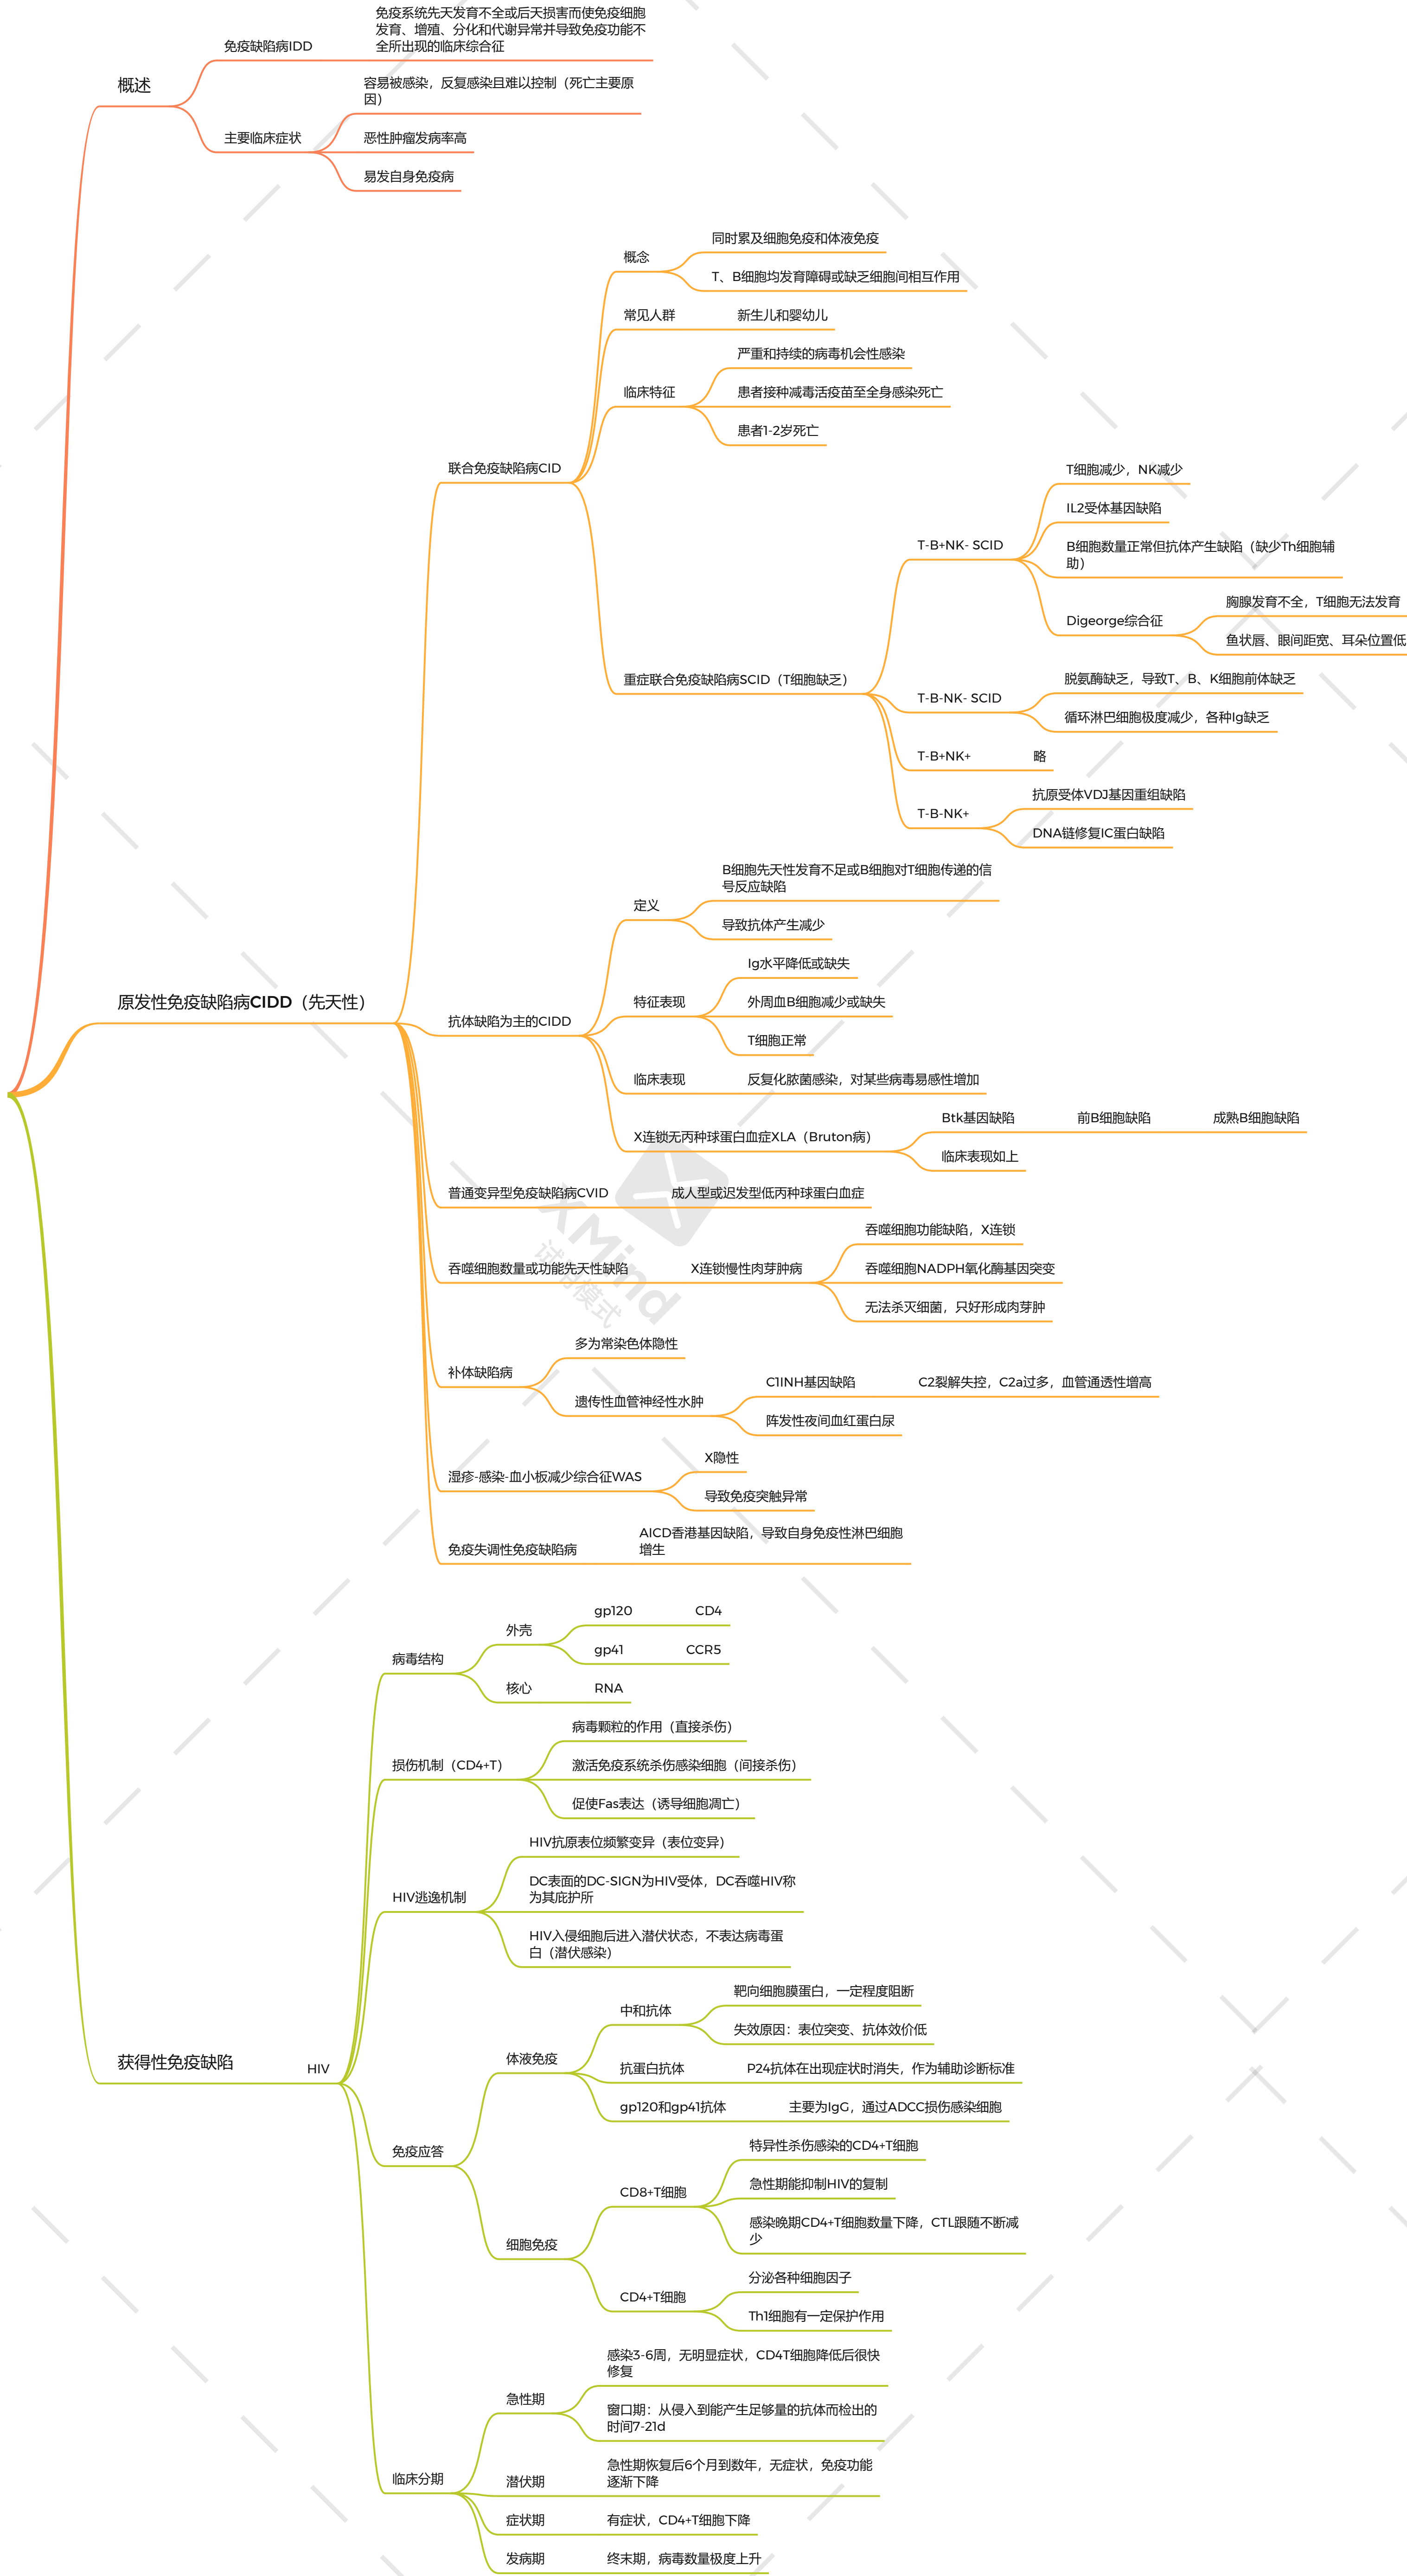 概述
免疫缺陷病IDD
免疫系统先天发育不全或后天损害而使免疫细胞
发育、增殖、分化和代谢异常并导致免疫功能不
全所出现的临床综合征
主要临床症状
容易被感染，反复感染且难以控制（死亡主要原
因）
恶性肿瘤发病率高
易发自身免疫病
原发性免疫缺陷病CIDD（先天性）
联合免疫缺陷病CID
概念
同时累及细胞免疫和体液免疫
T、B细胞均发育障碍或缺乏细胞间相互作用
常见人群
新生儿和婴幼儿
临床特征
严重和持续的病毒机会性感染
患者接种减毒活疫苗至全身感染死亡
患者1-2岁死亡
重症联合免疫缺陷病SCID（T细胞缺乏）
T-B+NK- SCID
T细胞减少，NK减少
IL2受体基因缺陷
B细胞数量正常但抗体产生缺陷（缺少Th细胞辅
助）
Digeorge综合征
胸腺发育不全，T细胞无法发育
鱼状唇、眼间距宽、耳朵位置低
T-B-NK- SCID
脱氨酶缺乏，导致T、B、K细胞前体缺乏
循环淋巴细胞极度减少，各种Ig缺乏
T-B+NK+
略
T-B-NK+
抗原受体VDJ基因重组缺陷
DNA链修复IC蛋白缺陷
抗体缺陷为主的CIDD
定义
B细胞先天性发育不足或B细胞对T细胞传递的信
号反应缺陷
导致抗体产生减少
特征表现
Ig水平降低或缺失
外周血B细胞减少或缺失
T细胞正常
临床表现
反复化脓菌感染，对某些病毒易感性增加
X连锁无丙种球蛋白血症XLA（Bruton病）
Btk基因缺陷
前B细胞缺陷
成熟B细胞缺陷
临床表现如上
普通变异型免疫缺陷病CVID
成人型或迟发型低丙种球蛋白血症
吞噬细胞数量或功能先天性缺陷
X连锁慢性肉芽肿病
吞噬细胞功能缺陷，X连锁
吞噬细胞NADPH氧化酶基因突变
无法杀灭细菌，只好形成肉芽肿
补体缺陷病
多为常染色体隐性
遗传性血管神经性水肿
C1INH基因缺陷
C2裂解失控，C2a过多，血管通透性增高
阵发性夜间血红蛋白尿
湿疹-感染-血小板减少综合征WAS
X隐性
导致免疫突触异常
免疫失调性免疫缺陷病
AICD香港基因缺陷，导致自身免疫性淋巴细胞
增生
获得性免疫缺陷
HIV
病毒结构
外壳
gp120
CD4
gp41
CCR5
核心
RNA
损伤机制（CD4+T）
病毒颗粒的作用（直接杀伤）
激活免疫系统杀伤感染细胞（间接杀伤）
促使Fas表达（诱导细胞凋亡）
HIV逃逸机制
HIV抗原表位频繁变异（表位变异）
DC表面的DC-SIGN为HIV受体，DC吞噬HIV称
为其庇护所
HIV入侵细胞后进入潜伏状态，不表达病毒蛋
白（潜伏感染）
免疫应答
体液免疫
中和抗体
靶向细胞膜蛋白，一定程度阻断
失效原因：表位突变、抗体效价低
抗蛋白抗体
P24抗体在出现症状时消失，作为辅助诊断标准
gp120和gp41抗体
主要为IgG，通过ADCC损伤感染细胞
细胞免疫
CD8+T细胞
特异性杀伤感染的CD4+T细胞
急性期能抑制HIV的复制
感染晚期CD4+T细胞数量下降，CTL跟随不断减
少
CD4+T细胞
分泌各种细胞因子
Th1细胞有一定保护作用
临床分期
急性期
感染3-6周，无明显症状，CD4T细胞降低后很快
修复
窗口期：从侵入到能产生足够量的抗体而检出的
时间7-21d
潜伏期
急性期恢复后6个月到数年，无症状，免疫功能
逐渐下降
症状期
有症状，CD4+T细胞下降
发病期
终末期，病毒数量极度上升
XMind
试用模式